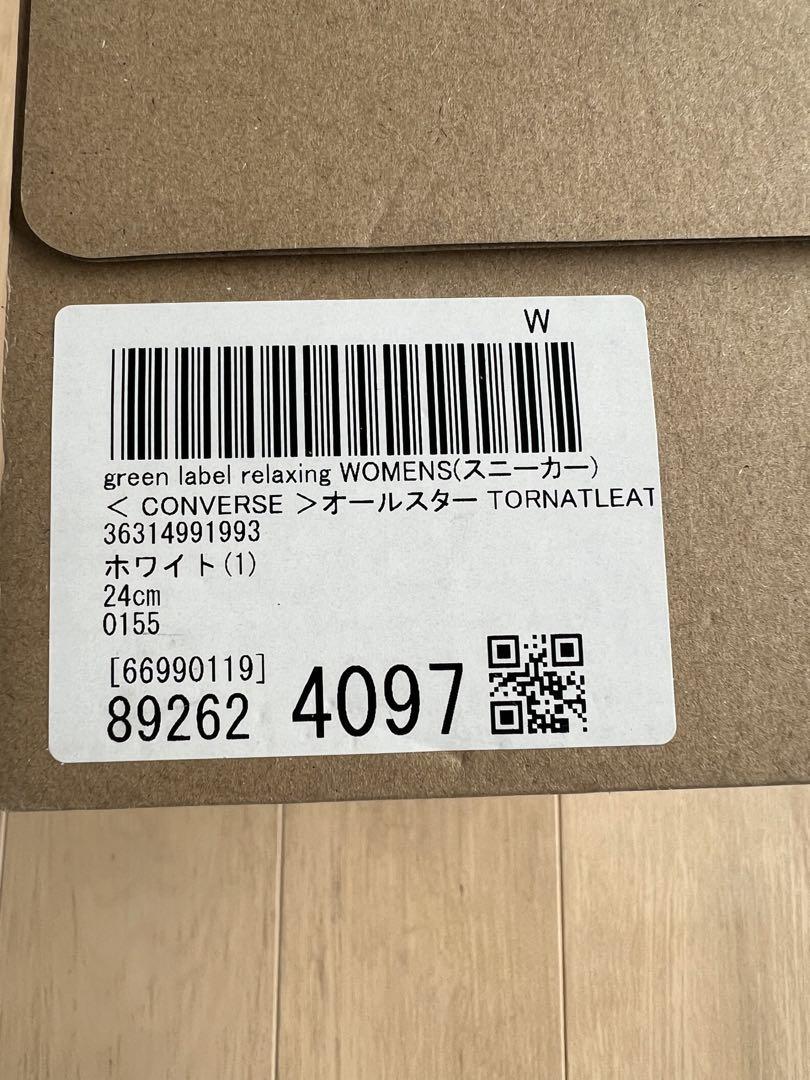 W
green label relaxing WOMENS(スニーカー)
＜ CONVERSE ＞オールスター TORNATLEAT
36314991993
ホワイト(1)
24cm
0155
[66990119]
89262 4097